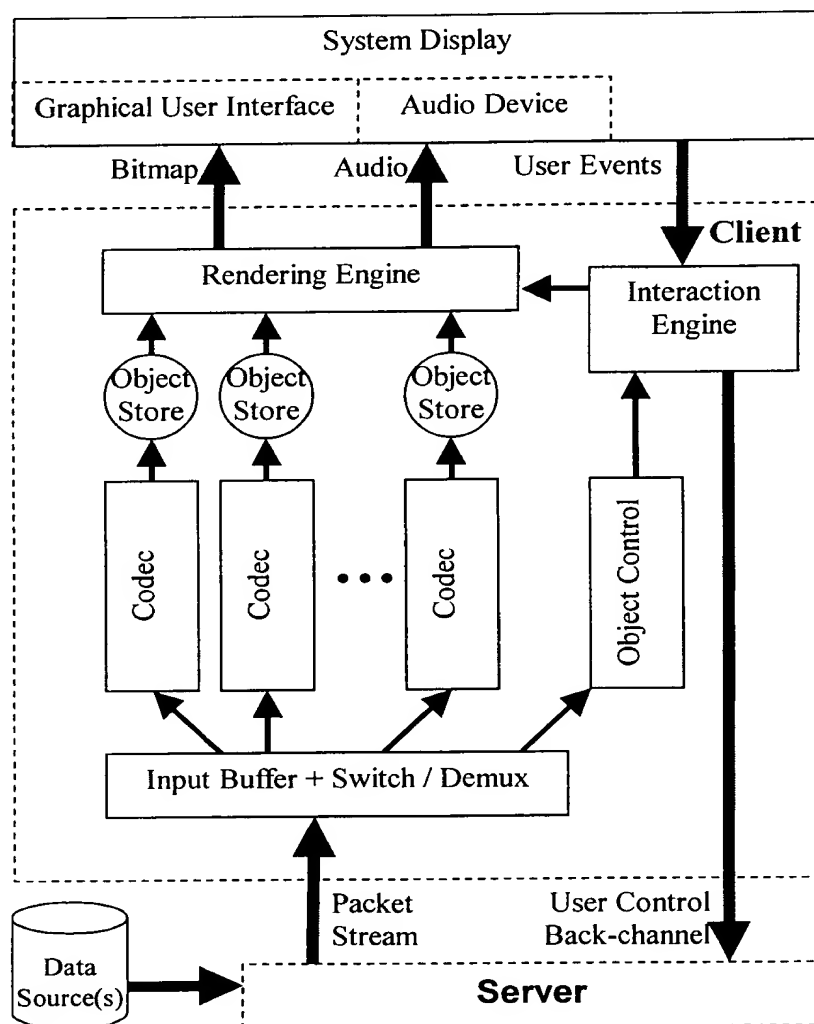 System Display
Graphical User Interface
Audio Device
Bitmap
Audio
User Events
Client
Rendering Engine
Interaction
Engine
Object
Store
Object
Store
Object
Store
Codec
Codec
Codec
Object Control
Input Buffer + Switch / Demux
Packet
Stream
User Control
Back-channel
Data
Source(s)
Server